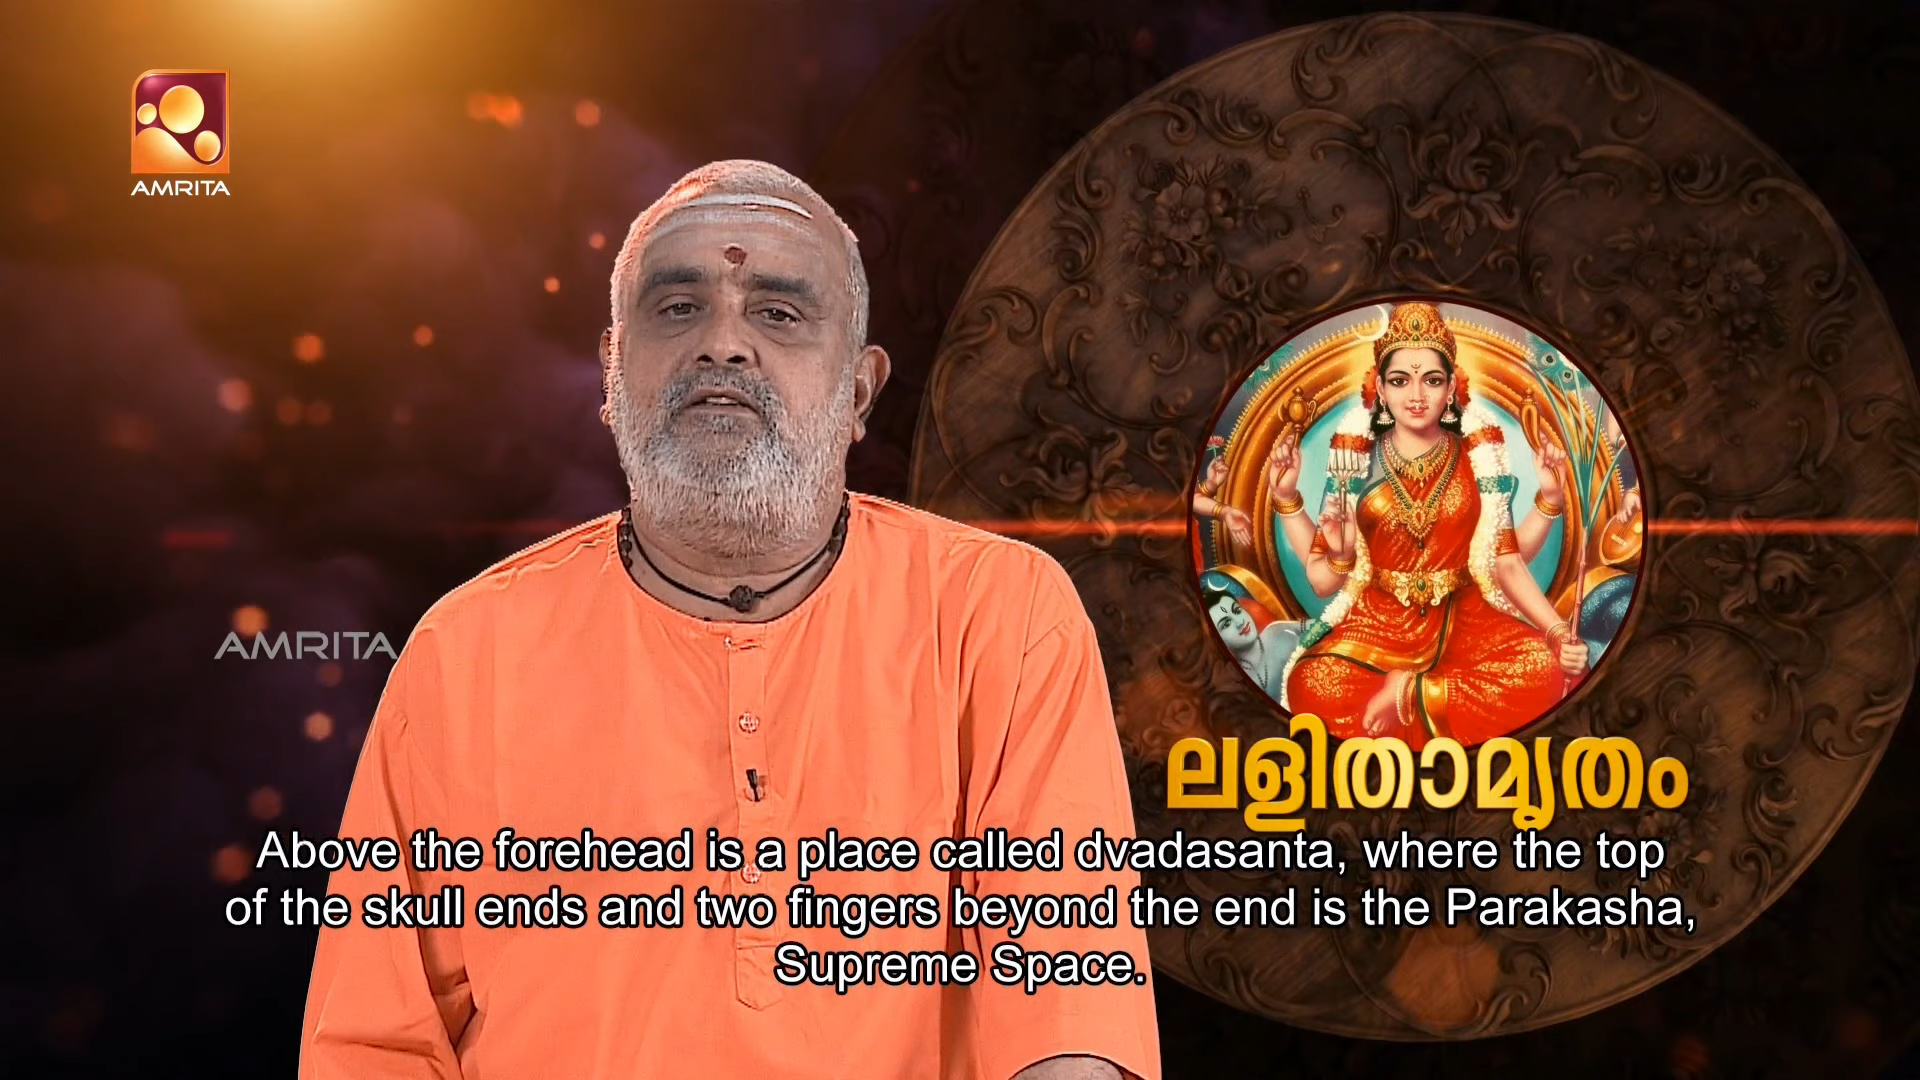 AMRITA
AMRITA
ലളിതാമൃതം
Above the forehead is a place called dvadasanta, where the top
of the skull ends and two fingers beyond the end is the Parakasha,
Supreme Space.